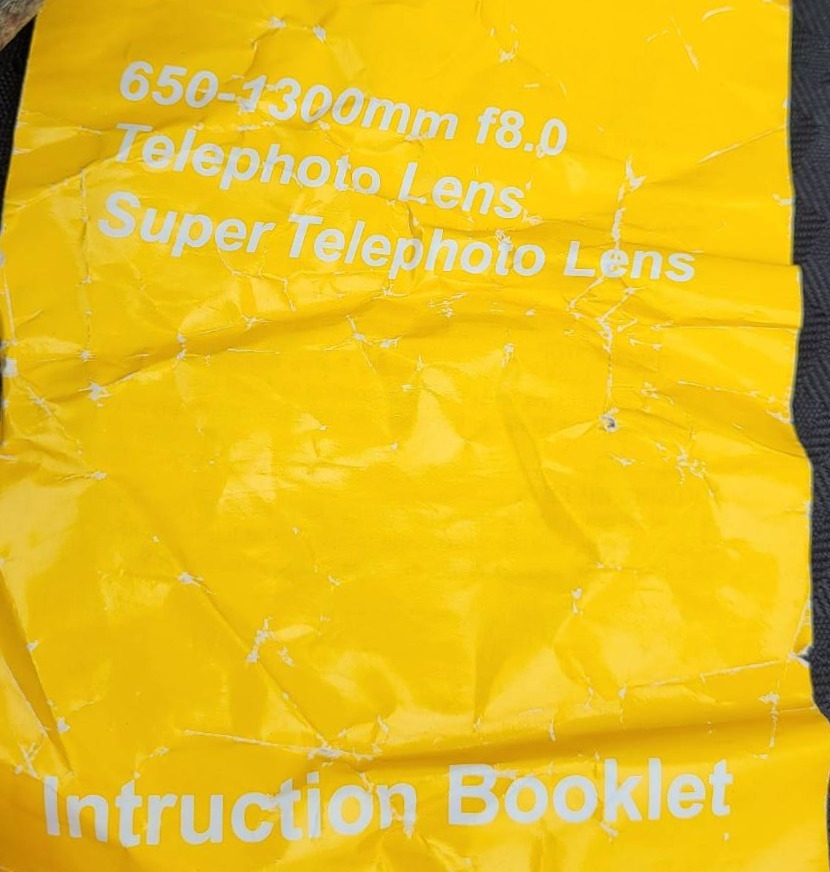 650-1300mm f8.0
Telephoto Lens
Super Telephoto Lens
Intruction Booklet